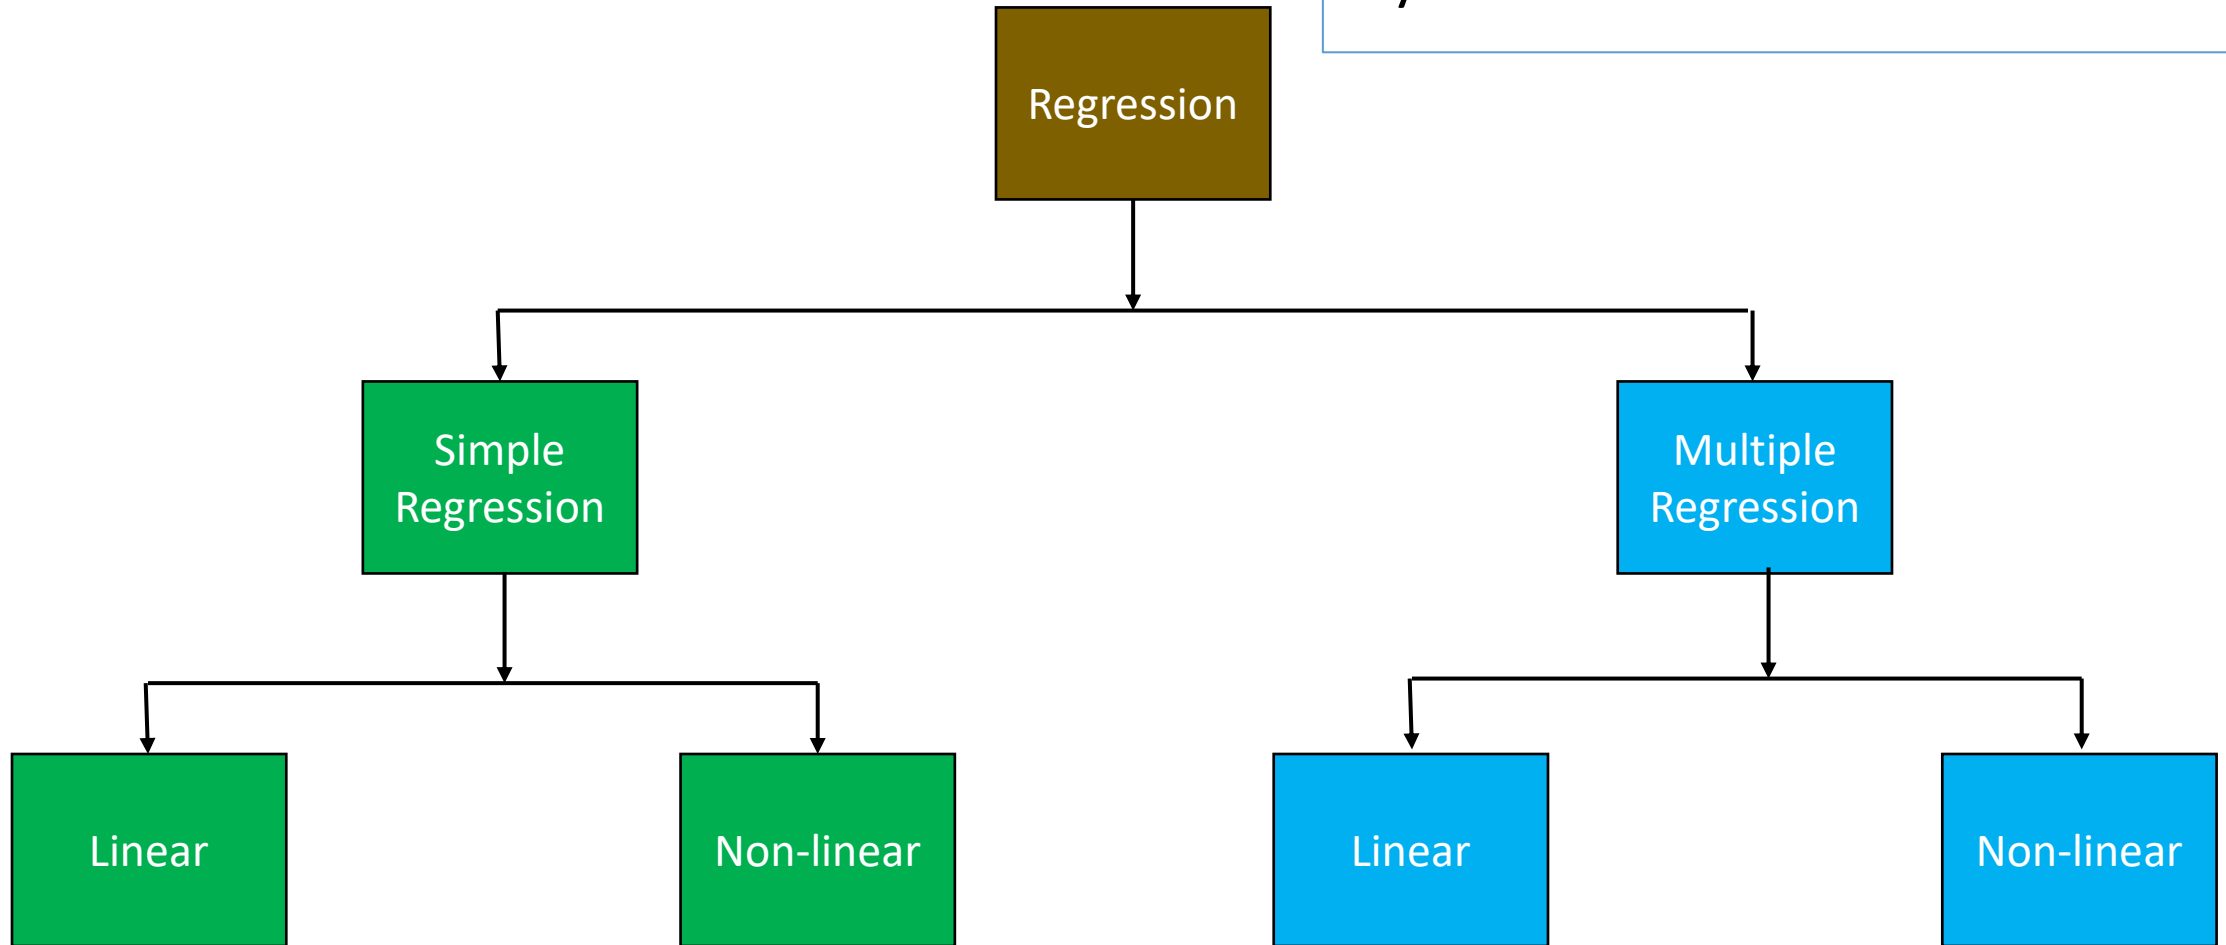 Regression
Simple
Regression
Multiple
Regression
Linear
Non-linear
Linear
Non-linear